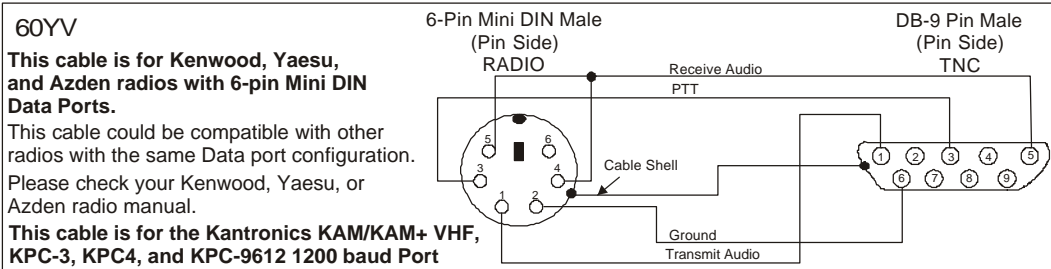 60YV
This cable is for Kenwood, Yaesu,
and Azden radios with 6-pin Mini DIN
Data Ports.
This cable could be compatible with other
radios with the same Data port configuration.
Please check your Kenwood, Yaesu, or
Azden radio manual.
This cable is for the Kantronics KAM/KAM+ VHF,
KPC-3, KPC4, and KPC-9612 1200 baud Port
6-Pin Mini DIN Male
(Pin Side)
RADIO
5
6
3
4
1
2
Receive Audio
PTT
Cable Shell
Ground
Transmit Audio
DB-9 Pin Male
(Pin Side)
TNC
1 2 3 4 5
6 7 8 9